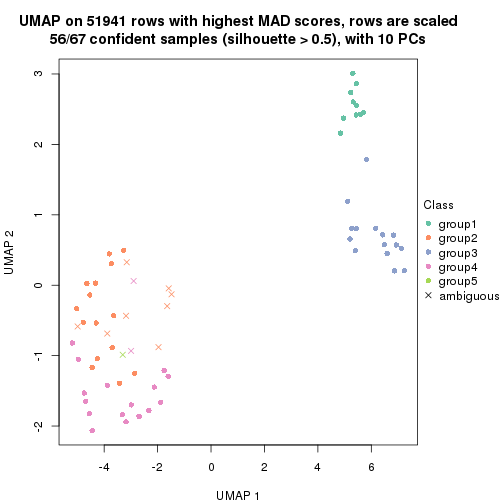 UMAP on 51941 rows with highest MAD scores, rows are scaled
56/67 confident samples (silhouette > 0.5), with 10 PCs
3
2
1
0
-1
-2
UMAP 2
-4
-2
0
2
4
6
UMAP 1
Class
group1
group2
group3
group4
group5
ambiguous